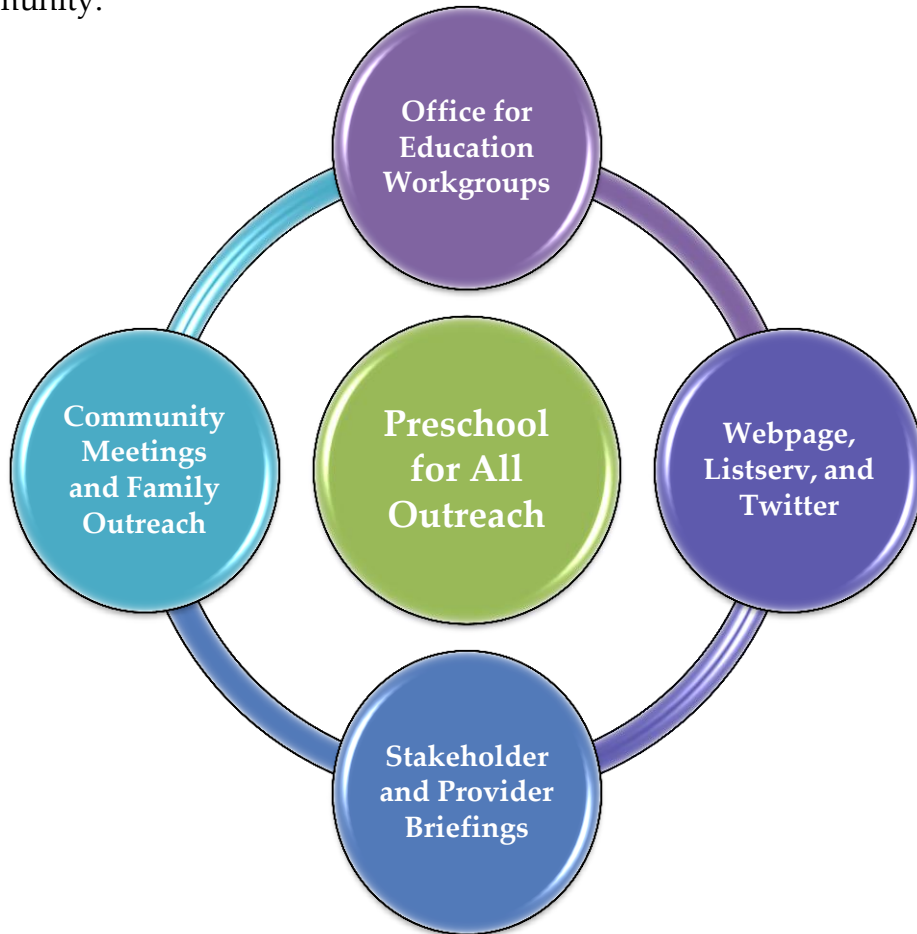 nunity.
Office for
Education
Workgroups
Community
Meetings
and Family
Outreach
Preschool
for All
Outreach
Webpage,
Listserv, and
Twitter
Stakeholder
and Provider
Briefings